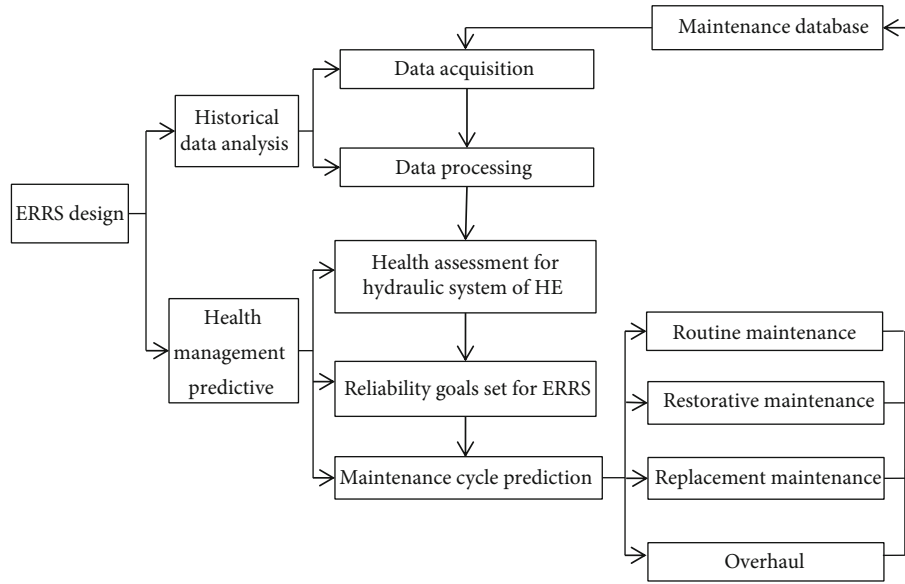 Maintenance database
Data acquisition
Historical
data analysis
Data processing
ERRS design
Health assessment for
hydraulic system of HE
Health
management
predictive
Reliability goals set for ERRS
Maintenance cycle prediction
Routine maintenance
Restorative maintenance
Replacement maintenance
Overhaul